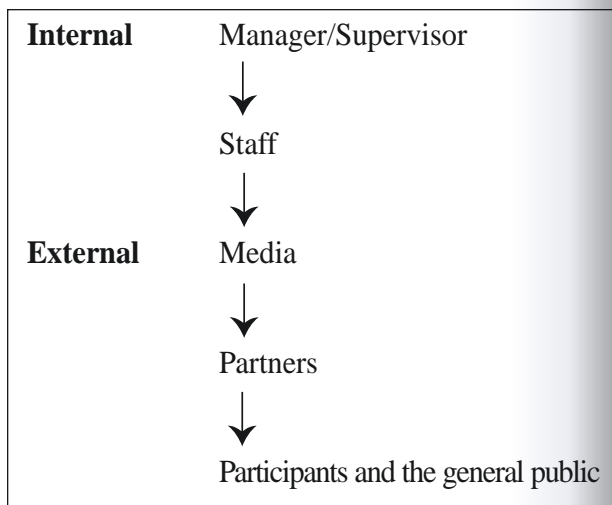 Internal Manager/Supervisor
Staff
External Media
Partners
Participants and the general public